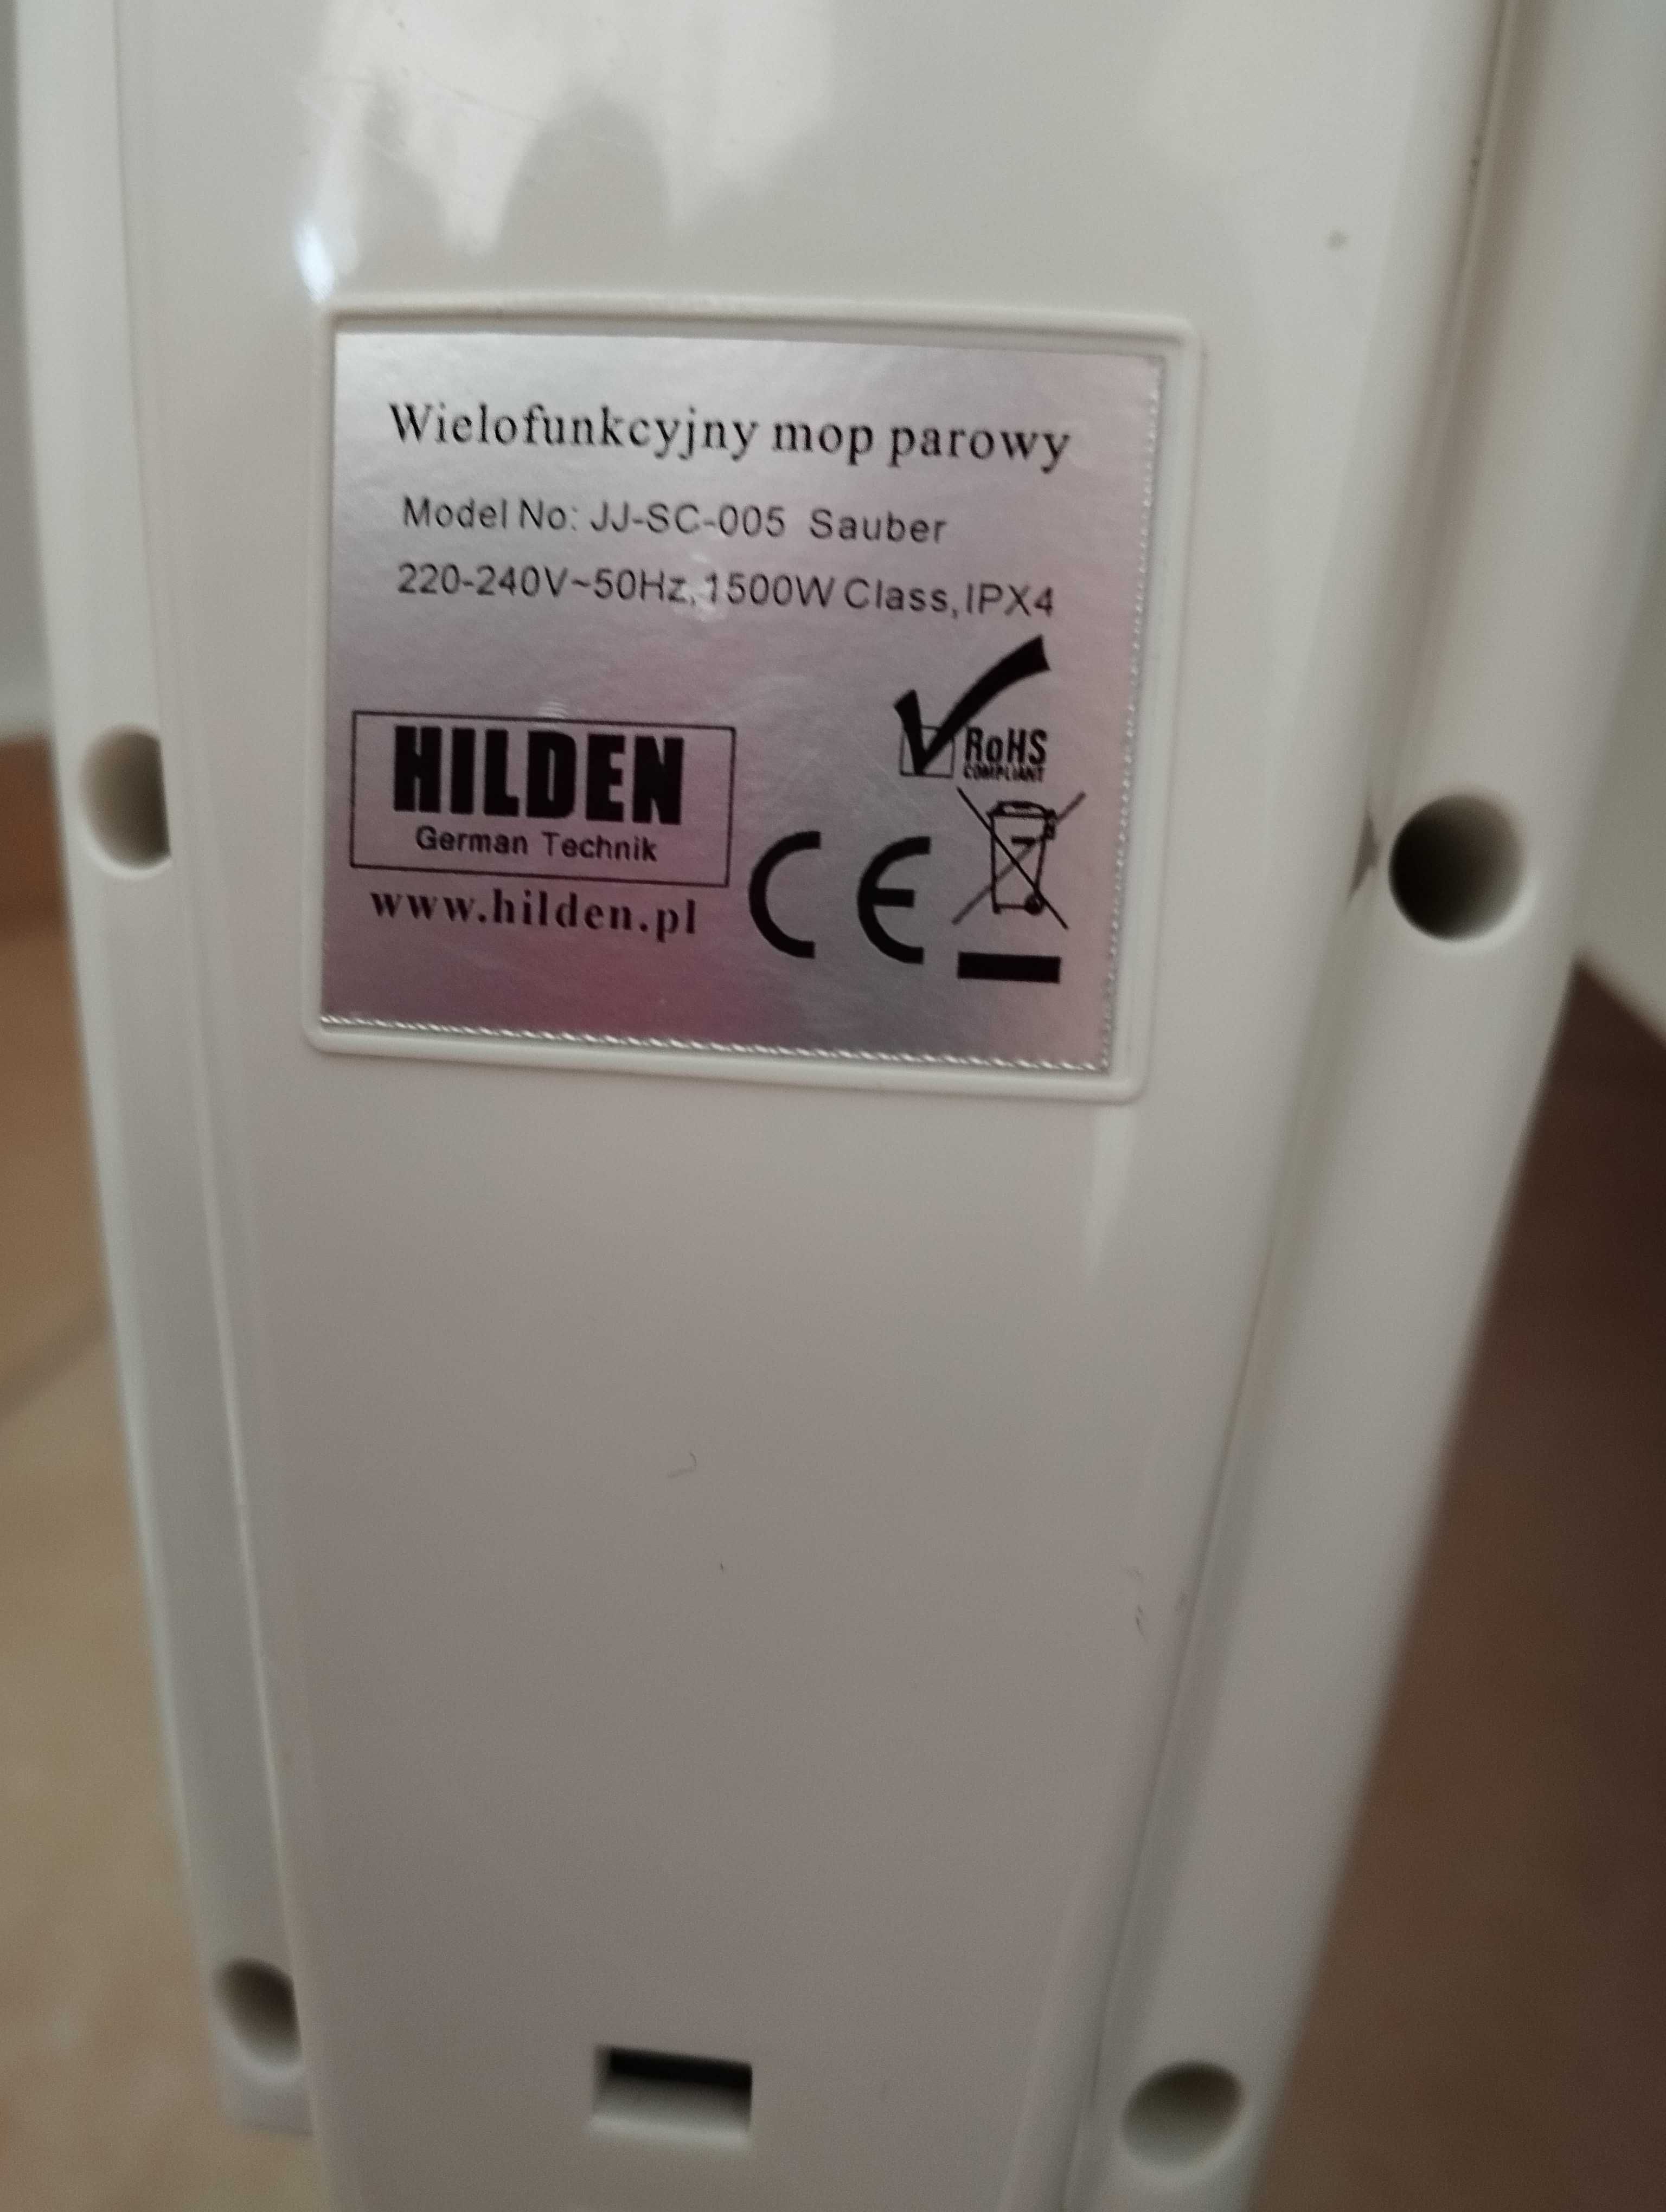 Wielofunkcyjny mop parowy
Model No: JJ-SC-005 Sauber
220-240V~50Hz, 1500W Class, IPX4
RoHS
COMPLIANT
HILDEN
German Technik
www.hilden.pl
CE